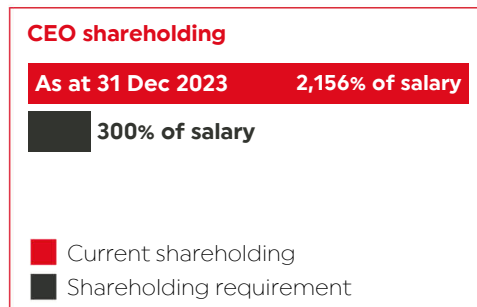 CEO shareholding
As at 31 Dec 2023 2,156% of salary
300% of salary
Current shareholding
Shareholding requirement